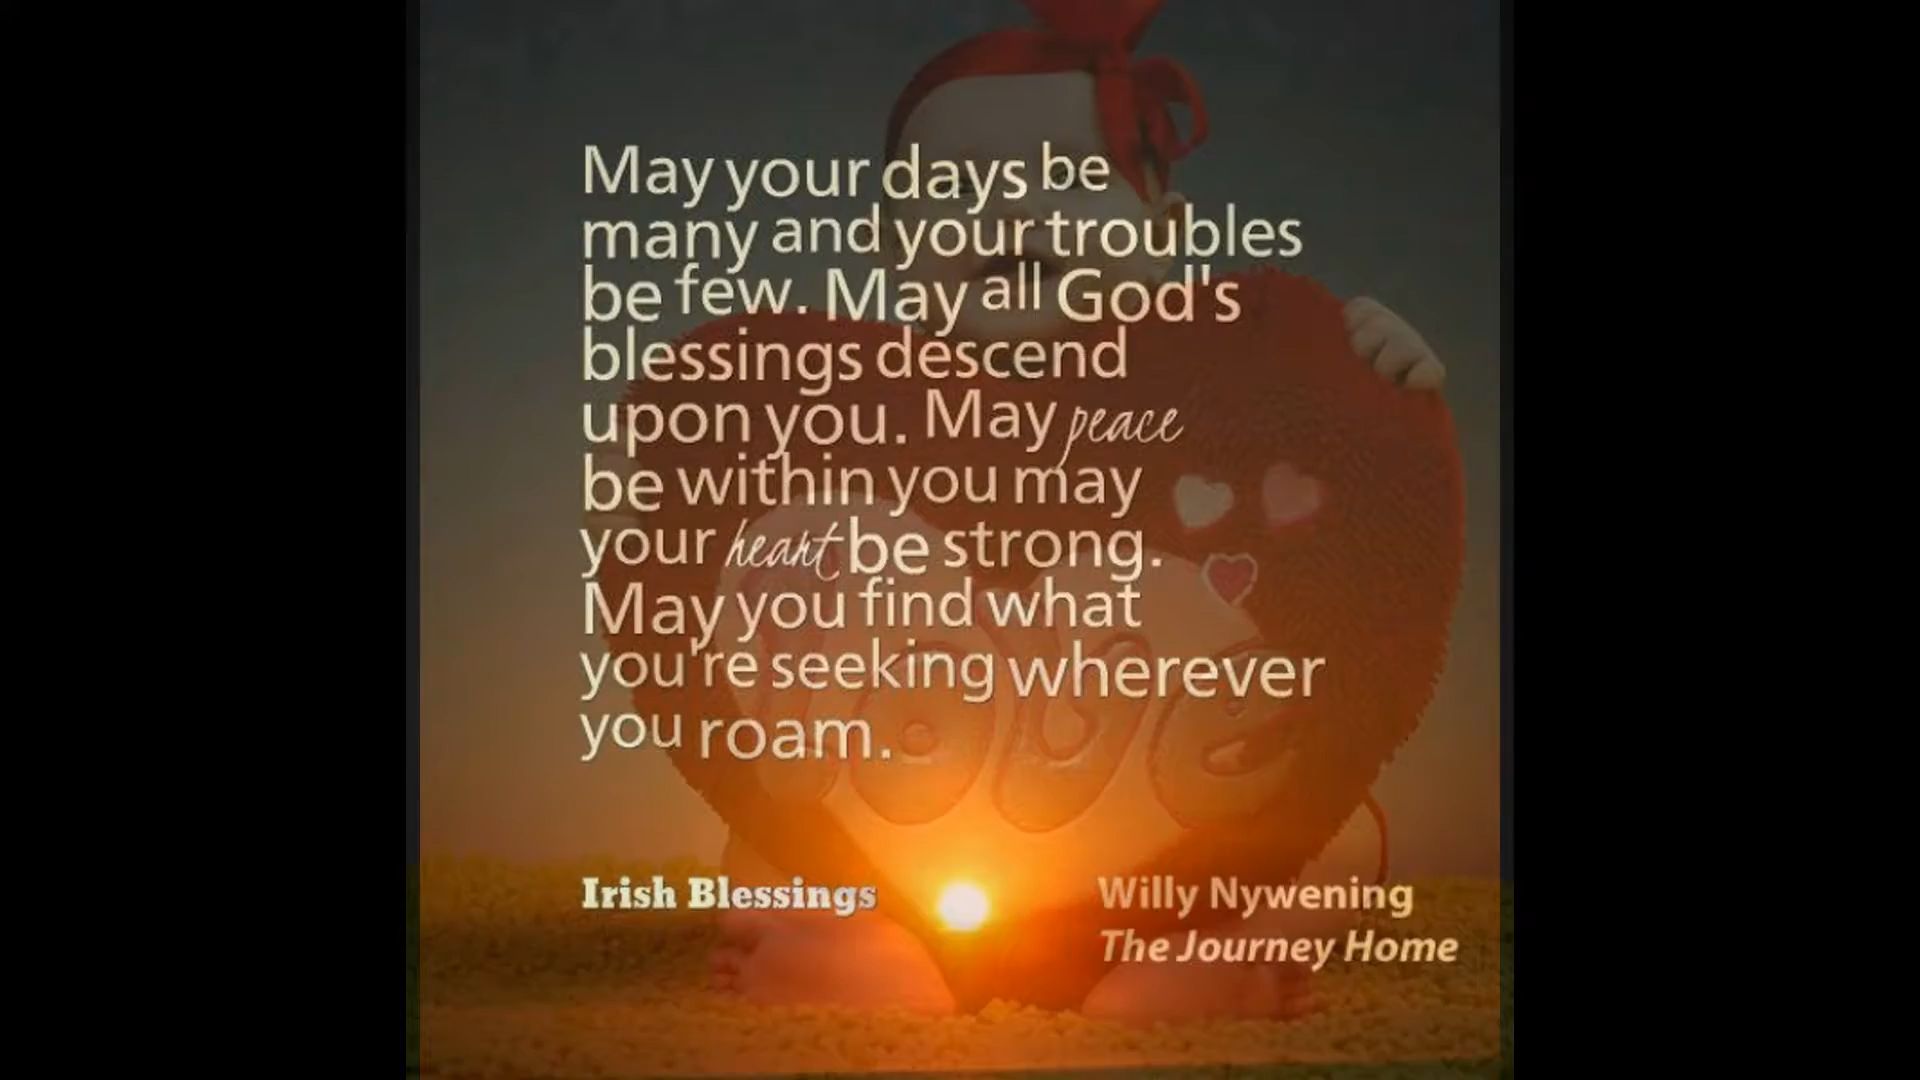 May your days be
many and your troubles
be few. May all God's
blessings descend
upon you. May peace
be within you may
your heart be strong.
May you find what
you're seeking wherever
you roam.
Irish Blessings
Willy Nywening
The Journey Home
love